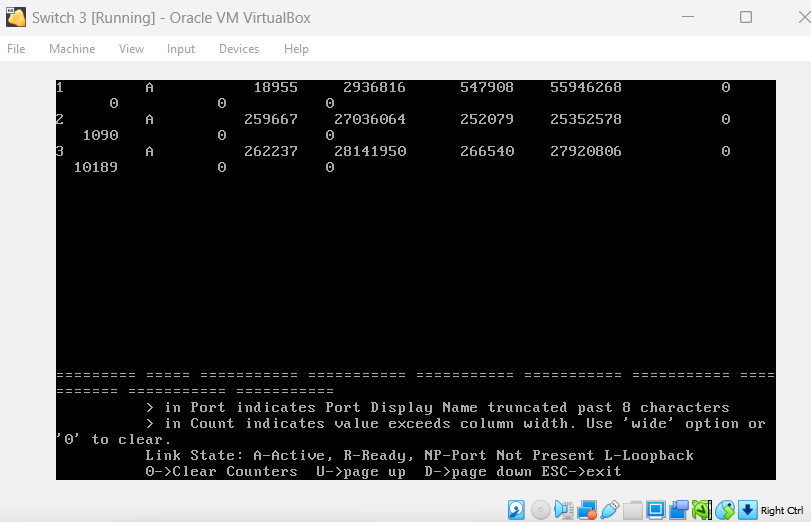 Switch 3 [Running] - Oracle VM VirtualBox
File Machine View Input Devices Help
1 A 18955 2936816 547908 55946268 0
0 0 0
2 A 259667 27036064 252079 25352578 0
1090 0 0
3 A 262237 28141950 266540 27920806 0
10189 0 0
========= ===== =========== =========== =========== =========== =========== ====
======= =========== ===========
> in Port indicates Port Display Name truncated past 8 characters
> in Count indicates value exceeds column width. Use 'wide' option or
'0' to clear.
Link State: A-Active, R-Ready, NP-Port Not Present L-Loopback
0->Clear Counters U->page up D->page down ESC->exit
Right Ctrl